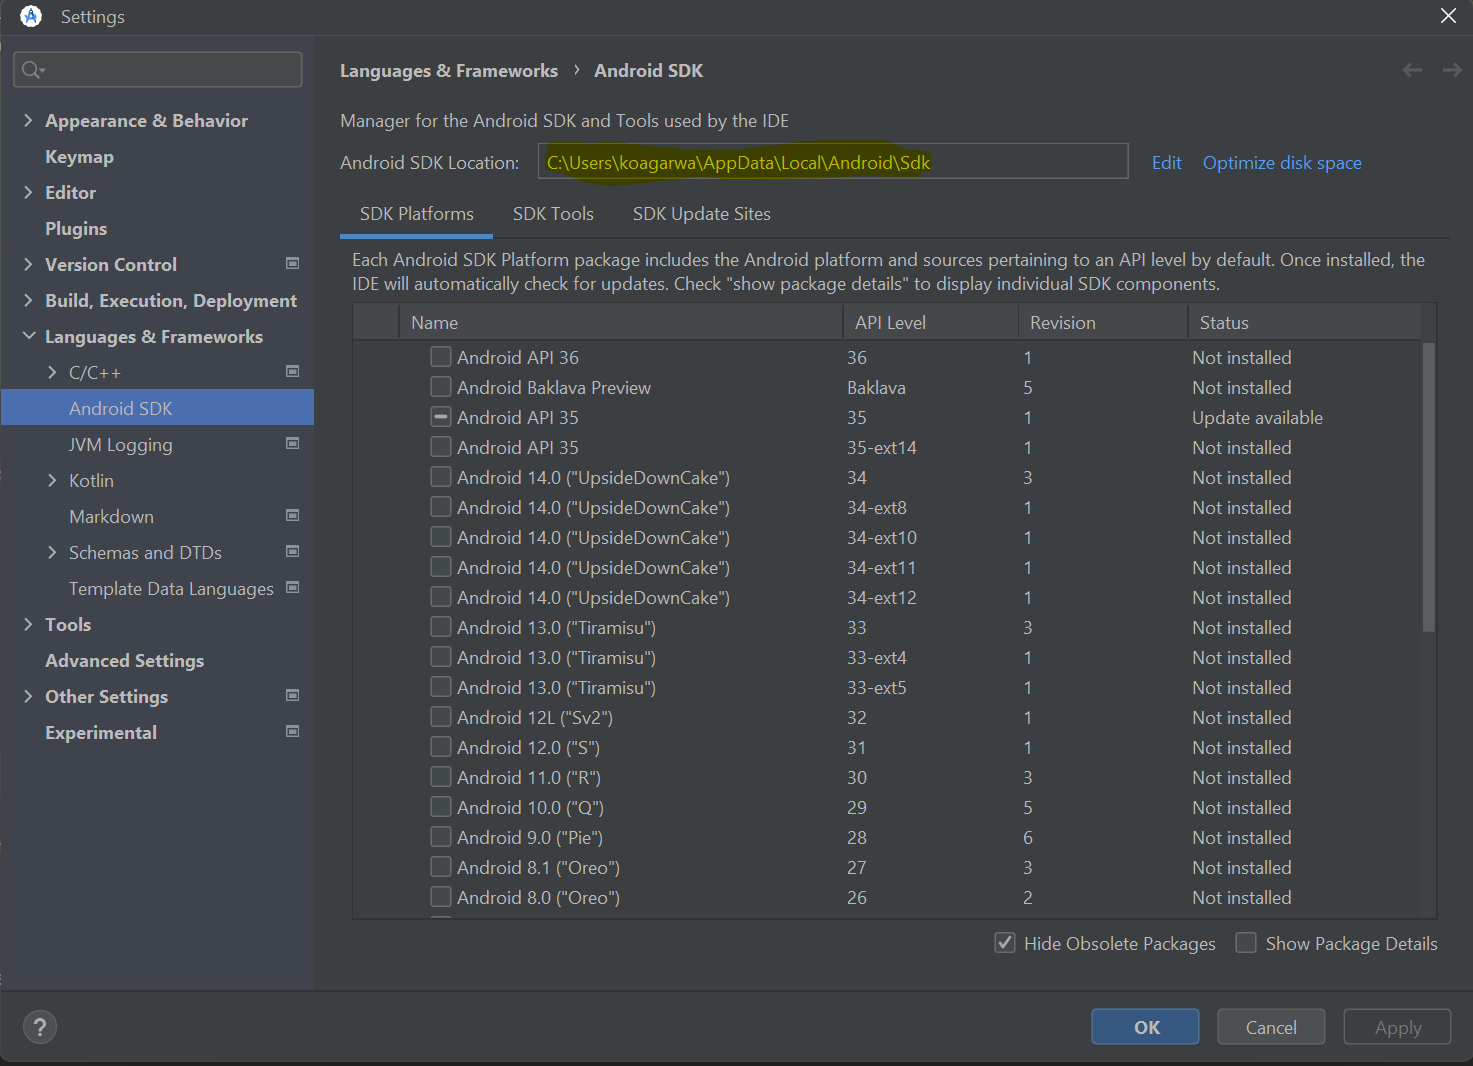 Settings
Languages & Frameworks › Android SDK
Appearance & Behavior
Keymap
Editor
Plugins
Version Control
Build, Execution, Deployment
Languages & Frameworks
C/C++
Android SDK
JVM Logging
Kotlin
Markdown
Schemas and DTDs
Template Data Languages
Tools
Advanced Settings
Other Settings
Experimental
Manager for the Android SDK and Tools used by the IDE
Android SDK Location: C:\Users\koagarwa\AppData\Local\Android\Sdk Edit Optimize disk space
SDK Platforms SDK Tools SDK Update Sites
Each Android SDK Platform package includes the Android platform and sources pertaining to an API level by default. Once installed, the
IDE will automatically check for updates. Check "show package details" to display individual SDK components.
Name API Level Revision Status
Android API 36 36 1 Not installed
Android Baklava Preview Baklava 5 Not installed
Android API 35 35 1 Update available
Android API 35 35-ext14 1 Not installed
Android 14.0 ("UpsideDownCake") 34 3 Not installed
Android 14.0 ("UpsideDownCake") 34-ext8 1 Not installed
Android 14.0 ("UpsideDownCake") 34-ext10 1 Not installed
Android 14.0 ("UpsideDownCake") 34-ext11 1 Not installed
Android 14.0 ("UpsideDownCake") 34-ext12 1 Not installed
Android 13.0 ("Tiramisu") 33 3 Not installed
Android 13.0 ("Tiramisu") 33-ext4 1 Not installed
Android 13.0 ("Tiramisu") 33-ext5 1 Not installed
Android 12L ("Sv2") 32 1 Not installed
Android 12.0 ("S") 31 1 Not installed
Android 11.0 ("R") 30 3 Not installed
Android 10.0 ("Q") 29 5 Not installed
Android 9.0 ("Pie") 28 6 Not installed
Android 8.1 ("Oreo") 27 3 Not installed
Android 8.0 ("Oreo") 26 2 Not installed
Hide Obsolete Packages Show Package Details
? OK Cancel Apply